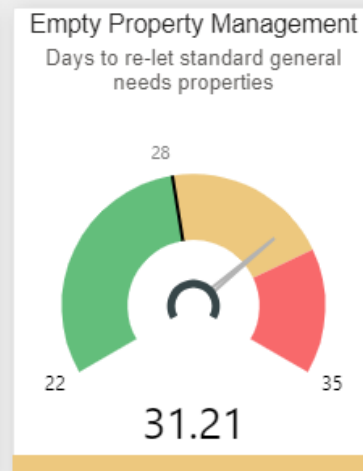 Empty Property Management
Days to re-let standard general
needs properties
28
22
35
31.21